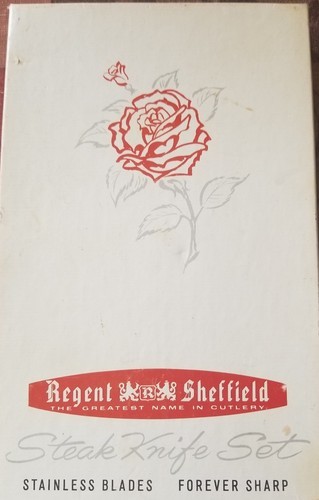 Regent R Sheffield
THE GREATEST NAME IN CUTLERY
Steak Knife Set
STAINLESS BLADES FOREVER SHARP